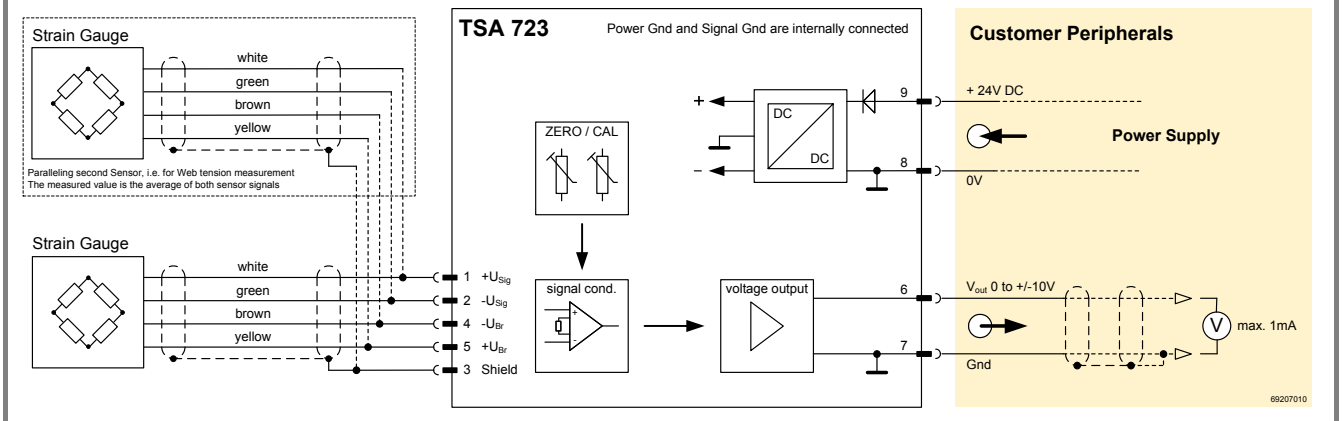 Strain Gauge
white
green
brown
yellow
Paralleling second Sensor, i.e. for Web tension measurement
The measured value is the average of both sensor signals
Strain Gauge
white
green
brown
yellow
TSA 723
Power Gnd and Signal Gnd are internally connected
ZERO / CAL
+
-
DC
DC
9
8
1 +USig
2 -USig
4 -UBr
5 +UBr
3 Shield
signal cond.
+
-
voltage output
6
7
Customer Peripherals
+ 24V DC
Power Supply
0V
Vout 0 to +/-10V
V
max. 1mA
Gnd
69207010